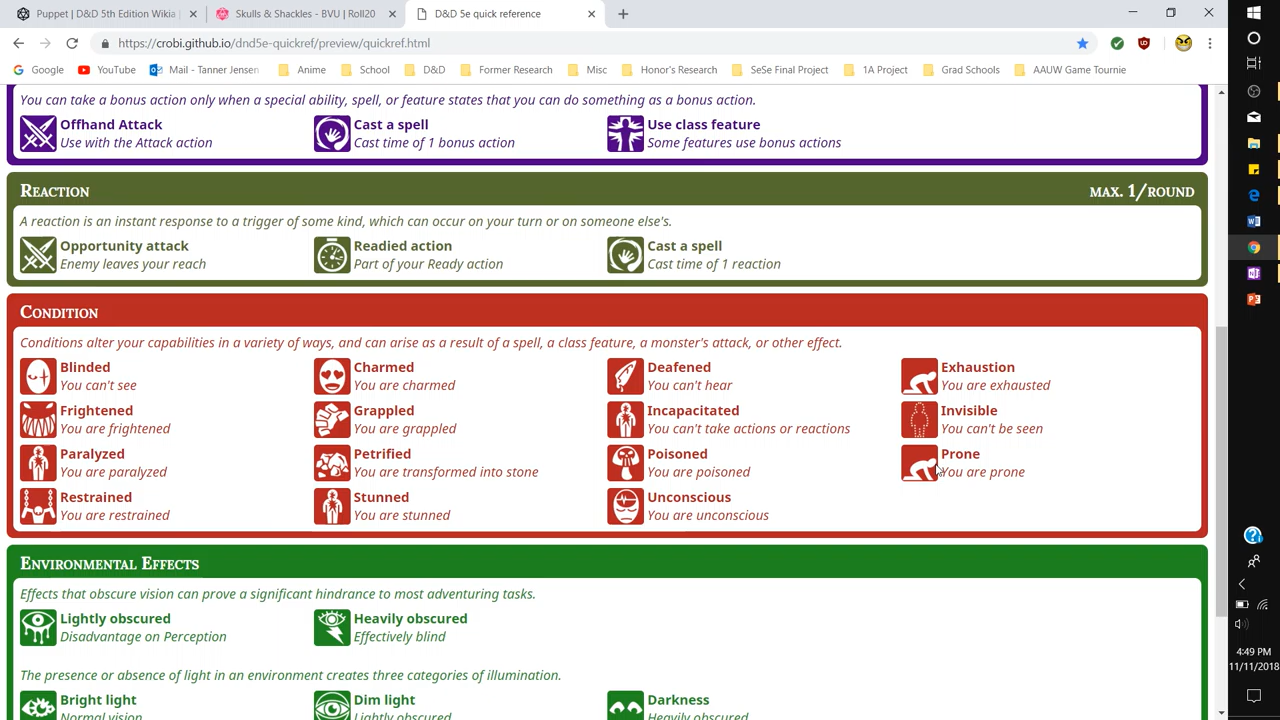 Puppet | D&D 5th Edition Wikia
Skulls & Shackles - BVU | Roll20
D&D 5e quick reference
https://crobi.github.io/dnd5e-quickref/preview/quickref.html
Google YouTube Mail - Tanner Jensen Anime School D&D Former Research Misc Honor's Research SeSe Final Project 1A Project Grad Schools AAUW Game Tournie
You can take a bonus action only when a special ability, spell, or feature states that you can do something as a bonus action.
Offhand Attack
Use with the Attack action
Cast a spell
Cast time of 1 bonus action
Use class feature
Some features use bonus actions
Reaction
max. 1/round
A reaction is an instant response to a trigger of some kind, which can occur on your turn or on someone else's.
Opportunity attack
Enemy leaves your reach
Readied action
Part of your Ready action
Cast a spell
Cast time of 1 reaction
Condition
Conditions alter your capabilities in a variety of ways, and can arise as a result of a spell, a class feature, a monster's attack, or other effect.
Blinded
You can't see
Charmed
You are charmed
Deafened
You can't hear
Exhaustion
You are exhausted
Frightened
You are frightened
Grappled
You are grappled
Incapacitated
You can't take actions or reactions
Invisible
You can't be seen
Paralyzed
You are paralyzed
Petrified
You are transformed into stone
Poisoned
You are poisoned
Prone
You are prone
Restrained
You are restrained
Stunned
You are stunned
Unconscious
You are unconscious
Environmental Effects
Effects that obscure vision can prove a significant hindrance to most adventuring tasks.
Lightly obscured
Disadvantage on Perception
Heavily obscured
Effectively blind
The presence or absence of light in an environment creates three categories of illumination.
Bright light
Normal vision
Dim light
Lightly obscured
Darkness
Heavily obscured
4:49 PM
11/11/2018